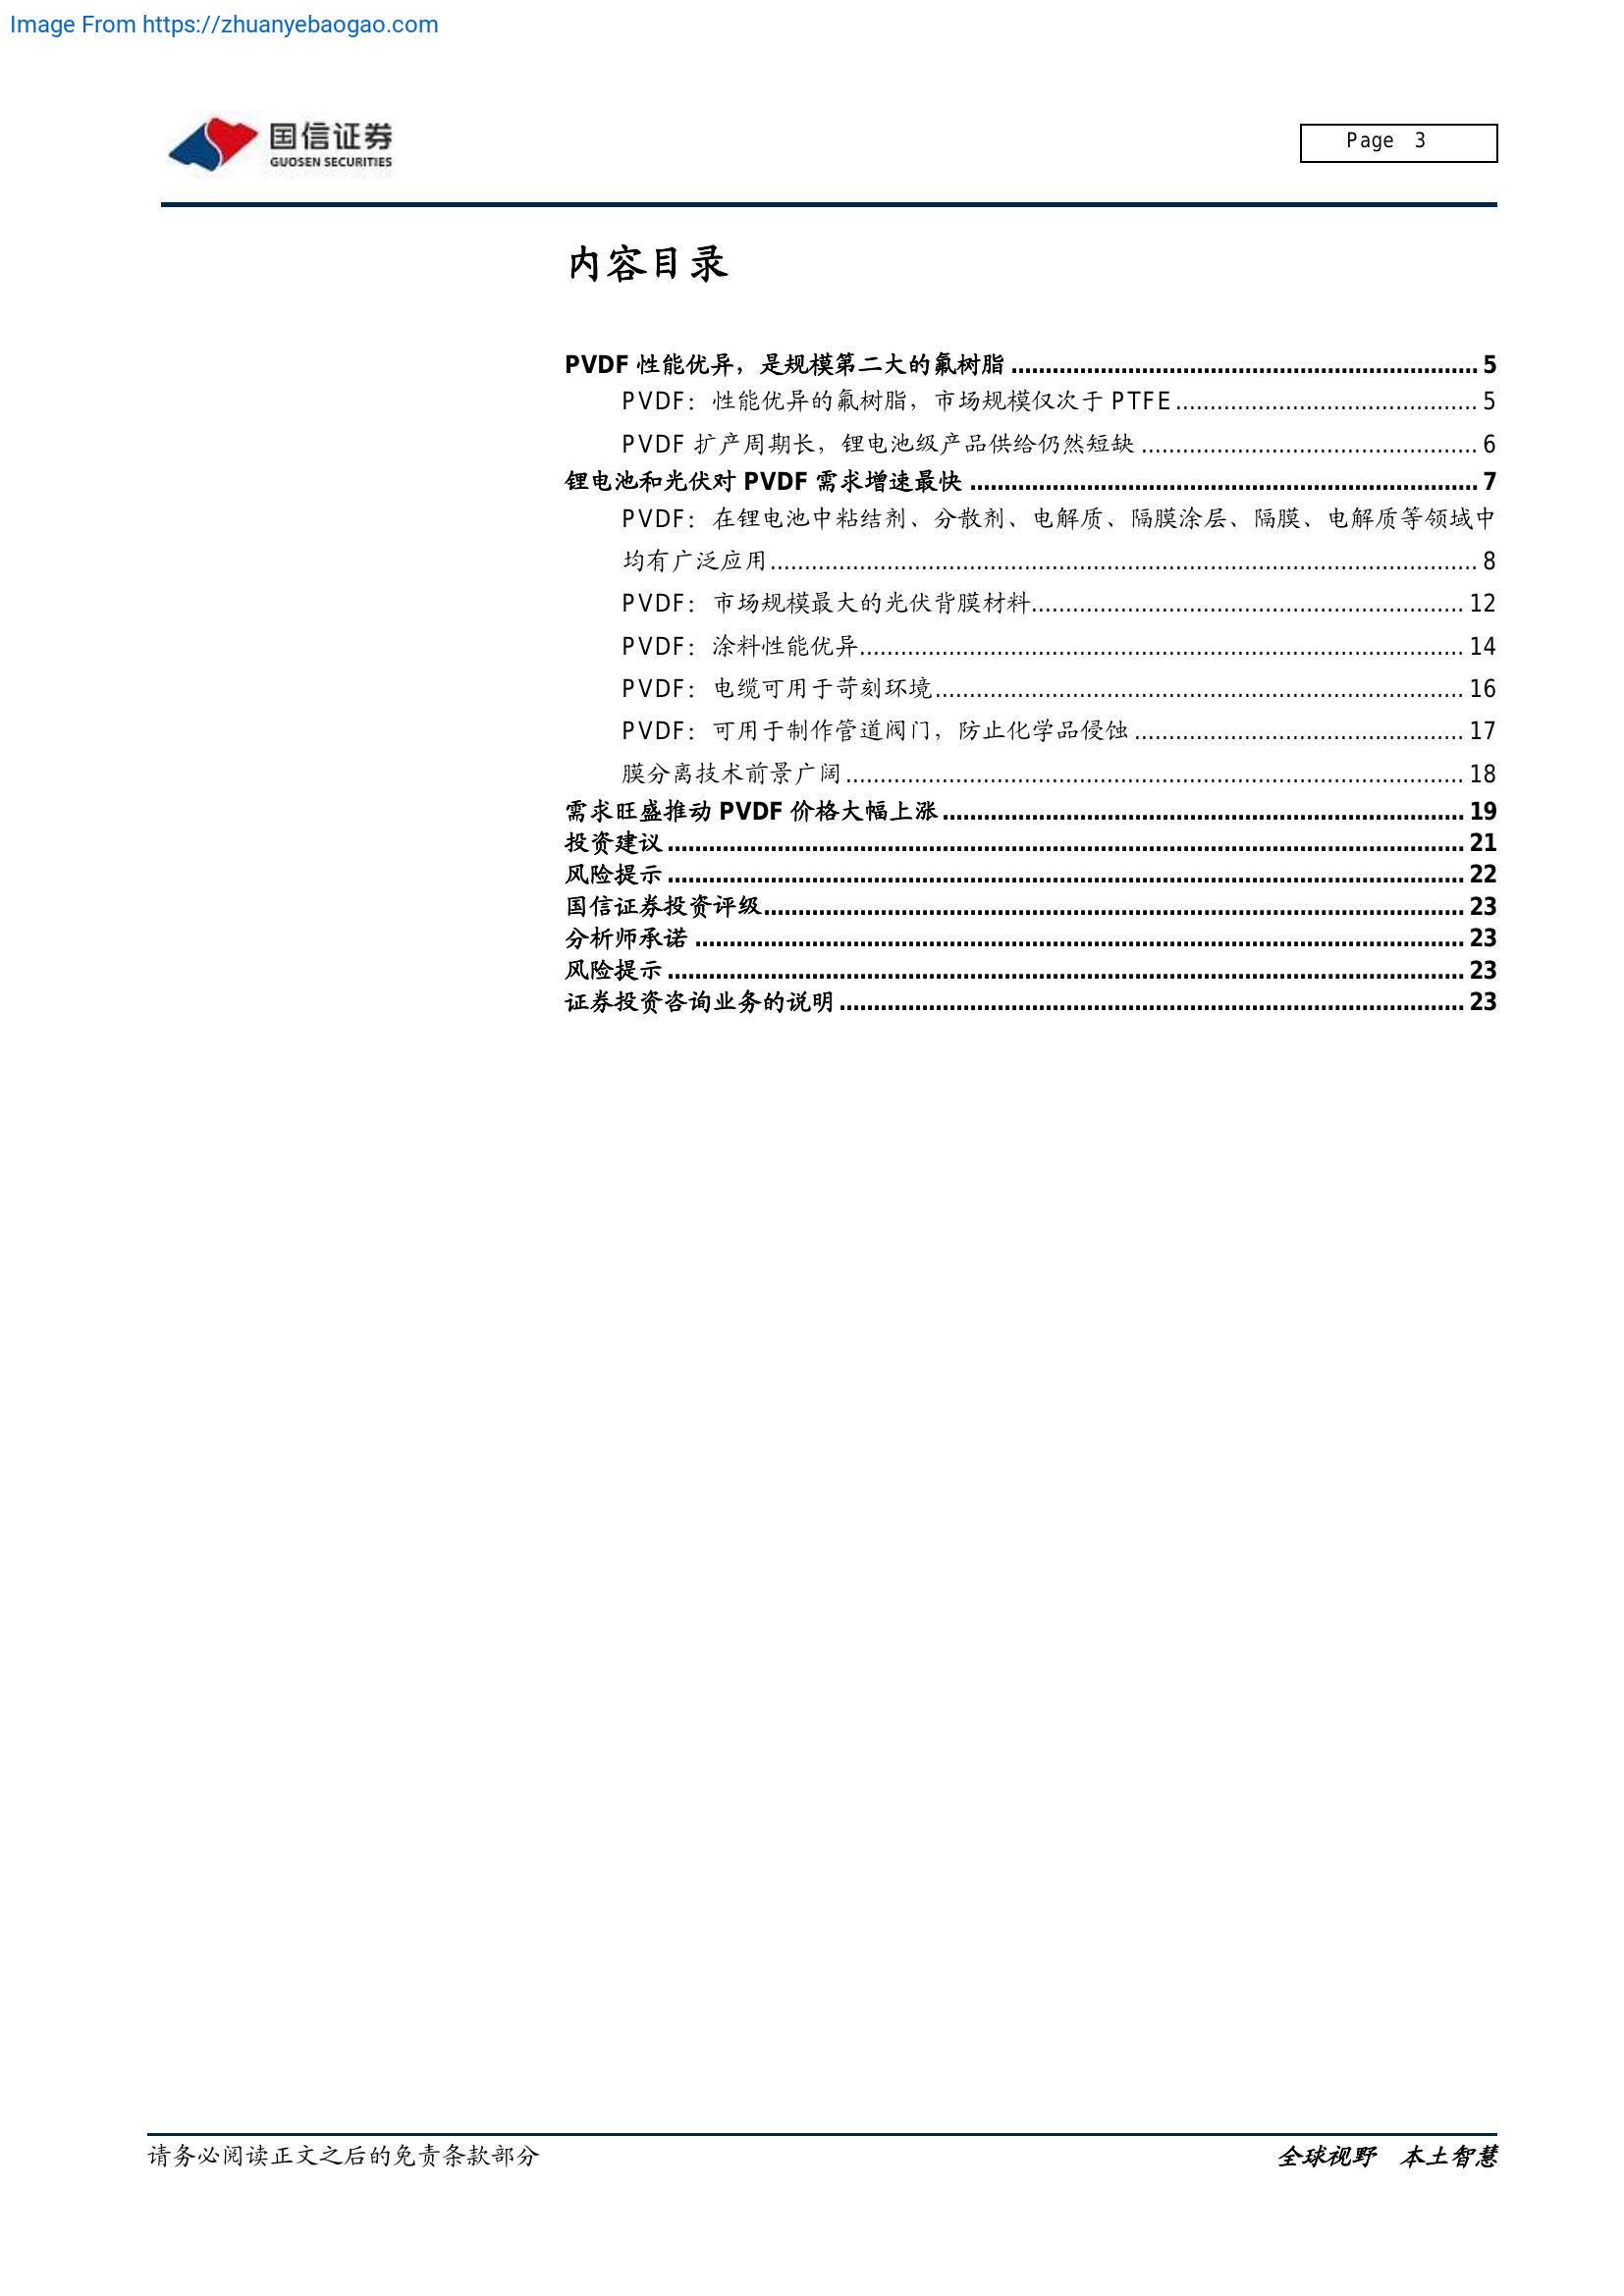 Image From https://zhuanyebaogao.com
国信证券
GUOSEN SECURITIES
Page 3
内容目录
PVDF 性能优异，是规模第二大的氟树脂 ........ 5
PVDF：性能优异的氟树脂，市场规模仅次于 PTFE ........ 5
PVDF 扩产周期长，锂电池级产品供给仍然短缺 ........ 6
锂电池和光伏对 PVDF 需求增速最快 ........ 7
PVDF：在锂电池中粘结剂、分散剂、电解质、隔膜涂层、隔膜、电解质等领域中
均有广泛应用 ........ 8
PVDF：市场规模最大的光伏背膜材料 ........ 12
PVDF：涂料性能优异 ........ 14
PVDF：电缆可用于苛刻环境 ........ 16
PVDF：可用于制作管道阀门，防止化学品侵蚀 ........ 17
膜分离技术前景广阔 ........ 18
需求旺盛推动 PVDF 价格大幅上涨 ........ 19
投资建议 ........ 21
风险提示 ........ 22
国信证券投资评级 ........ 23
分析师承诺 ........ 23
风险提示 ........ 23
证券投资咨询业务的说明 ........ 23
请务必阅读正文之后的免责条款部分
全球视野 本土智慧